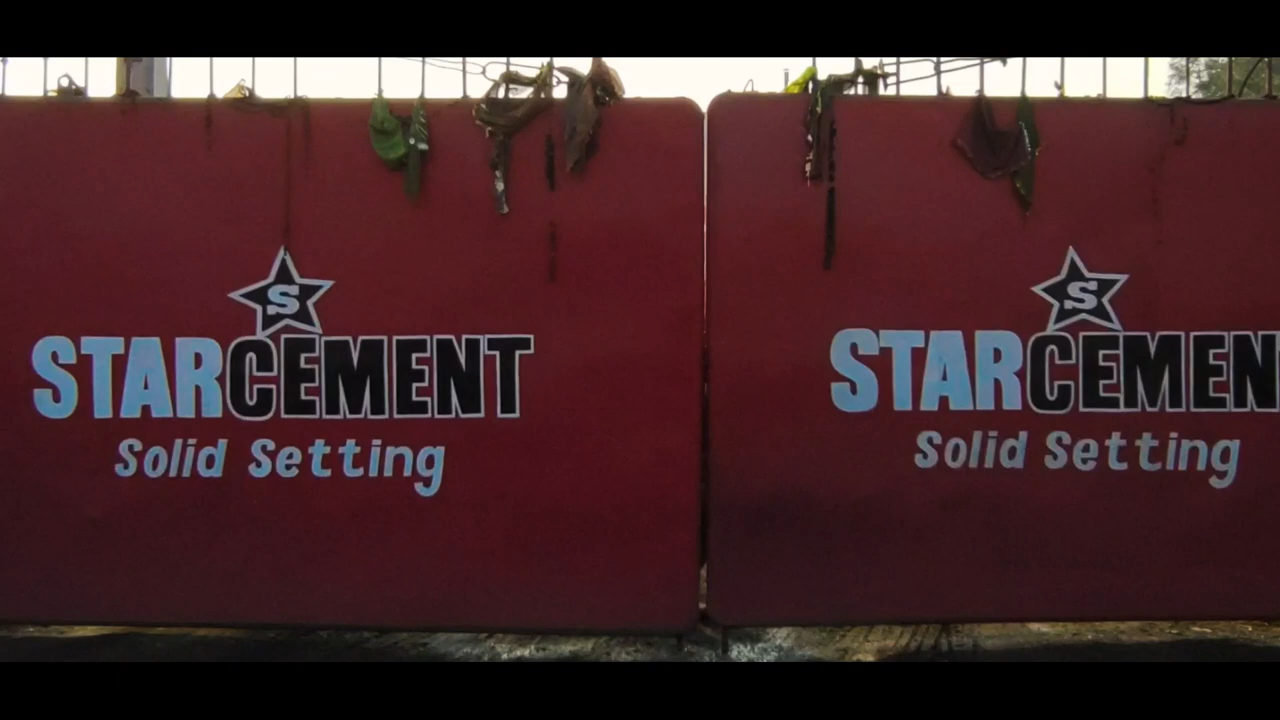 S
STARCEMENT
Solid Setting
S
STARCEMEN
Solid Setting